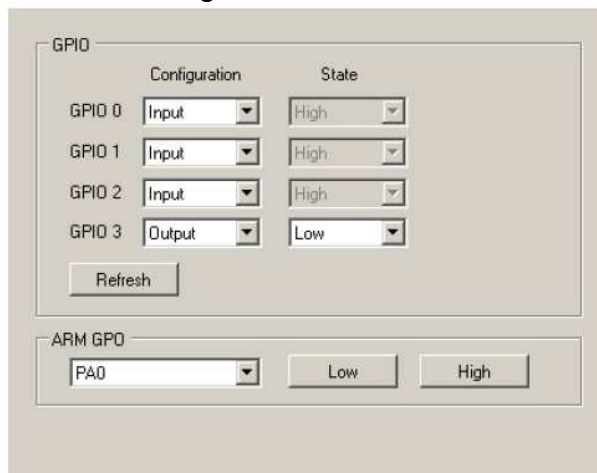 GPIO
Configuration State
GPIO 0 Input High
GPIO 1 Input High
GPIO 2 Input High
GPIO 3 Output Low
Refresh
ARM GPO
PA0 Low High